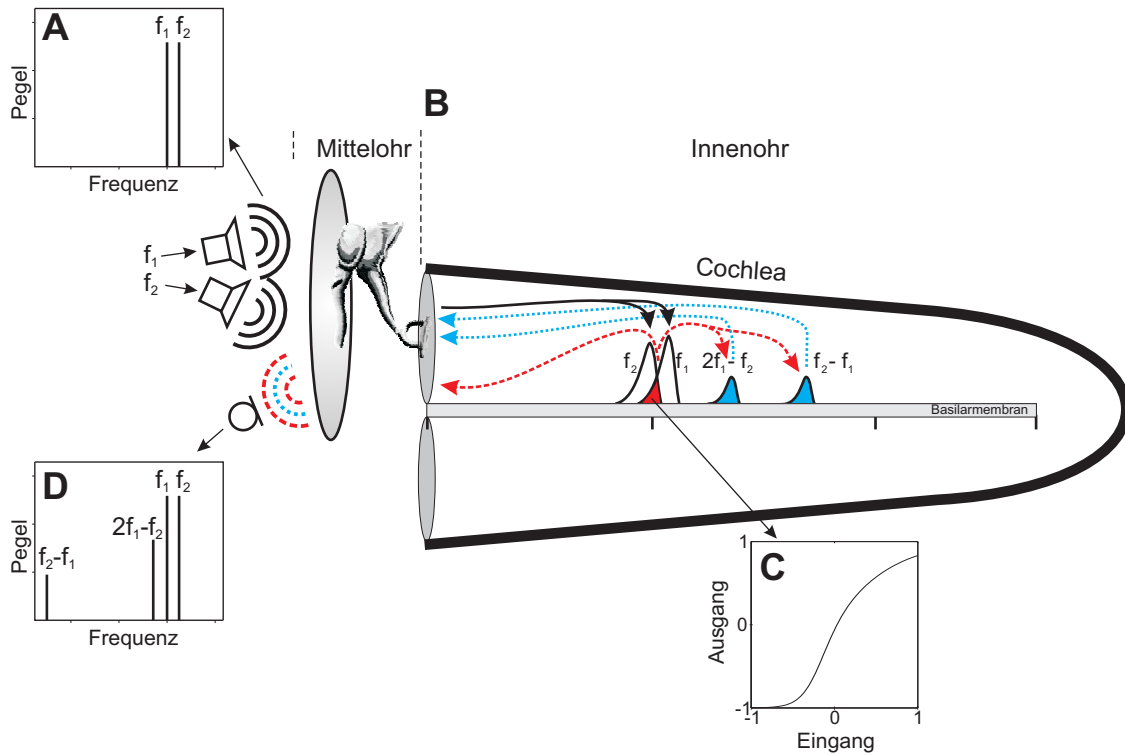 A
f₁ f₂
Pegel
Frequenz
B
Mittelohr
Innenohr
f₁
f₂
Cochlea
f₂ f₁ 2f₁-f₂ f₂-f₁
Basilarmembran
D
f₁ f₂
2f₁-f₂
f₂-f₁
Pegel
Frequenz
C
1
0
-1
Ausgang
-1 0 1
Eingang